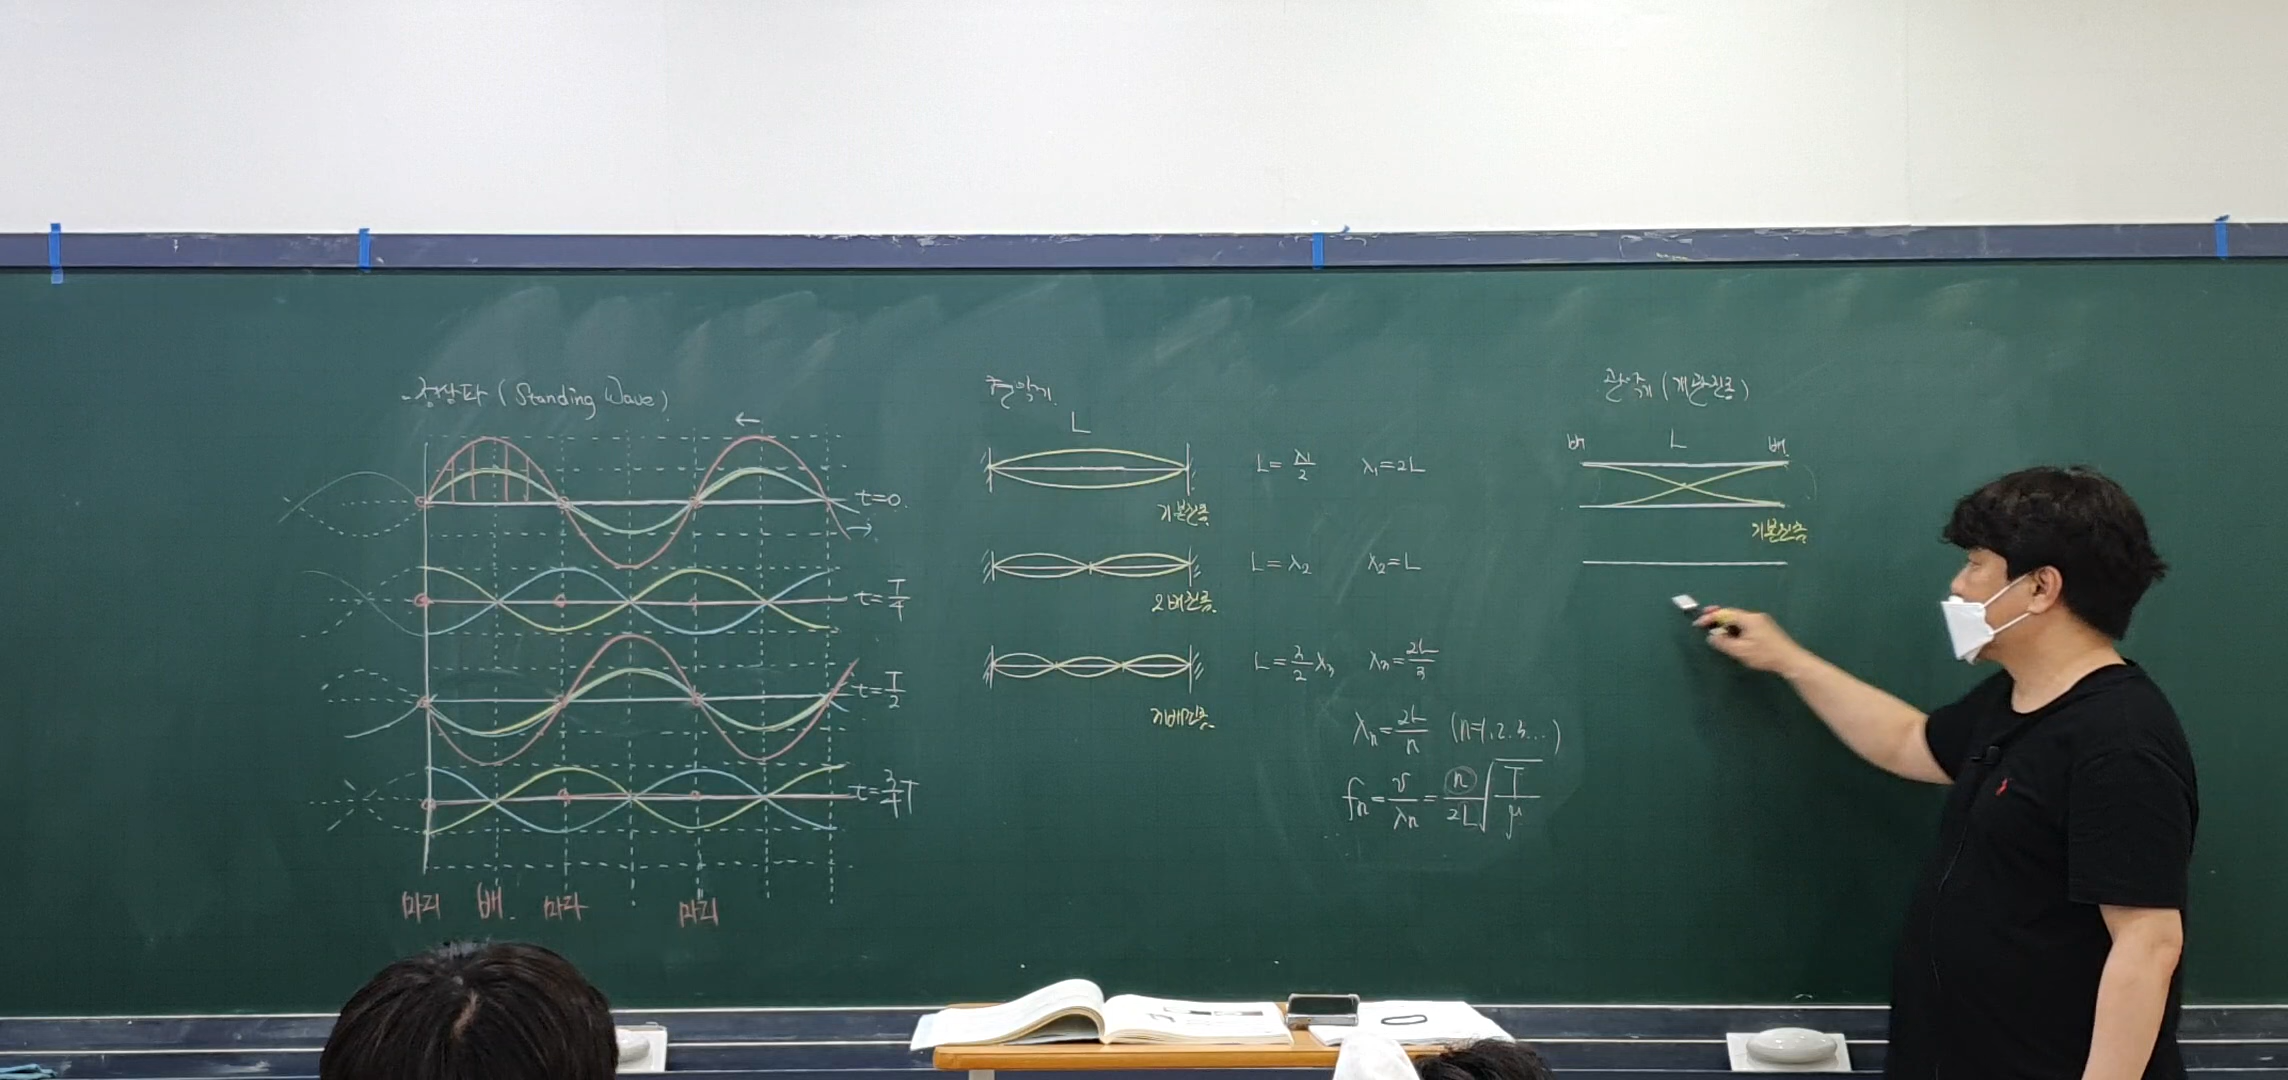 정상파 (Standing Wave)
←
t=0
→
t=T/4
t=T/2
t=3/4T
마디 배 마디 마디
현악기
L
L=λ₁/2 λ₁=2L
기본진동
L=λ₂ λ₂=L
2배진동
L=3/2λ₃ λ₃=2L/3
3배진동
λn=2L/n (n=1,2,3...)
fn=v/λn=n/2L√T/μ
관악기 (개관진동)
배 L 배
기본진동